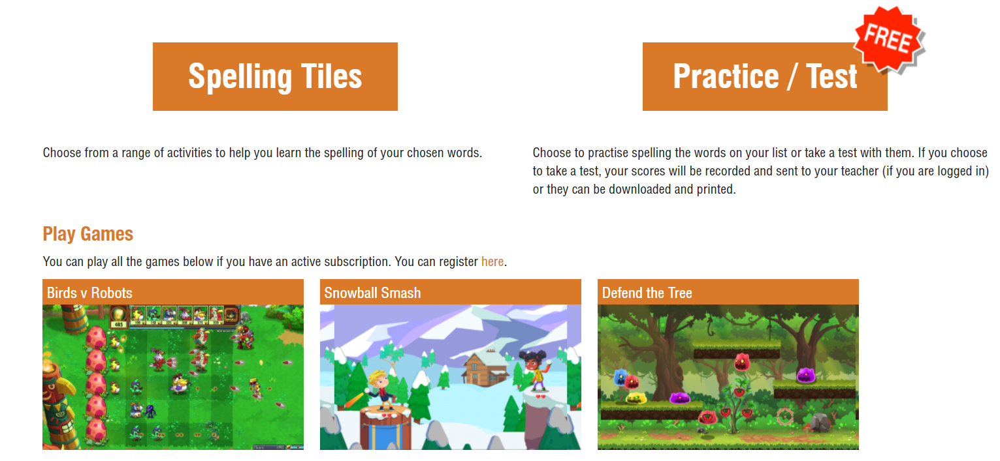 FREE
Spelling Tiles
Practice / Test
Choose from a range of activities to help you learn the spelling of your chosen words.
Choose to practise spelling the words on your list or take a test with them. If you choose
to take a test, your scores will be recorded and sent to your teacher (if you are logged in)
or they can be downloaded and printed.
Play Games
You can play all the games below if you have an active subscription. You can register here.
Birds v Robots
Snowball Smash
Defend the Tree
485